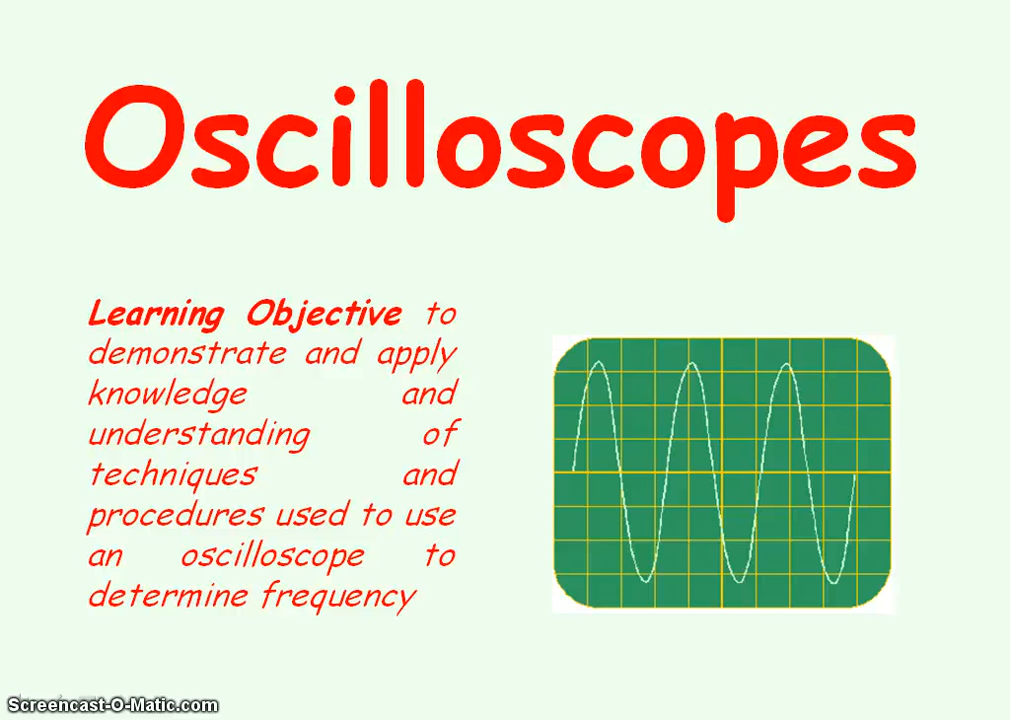 Oscilloscopes
Learning Objective to
demonstrate and apply
knowledge and
understanding of
techniques and
procedures used to use
an oscilloscope to
determine frequency
Screencast-O-Matic.com